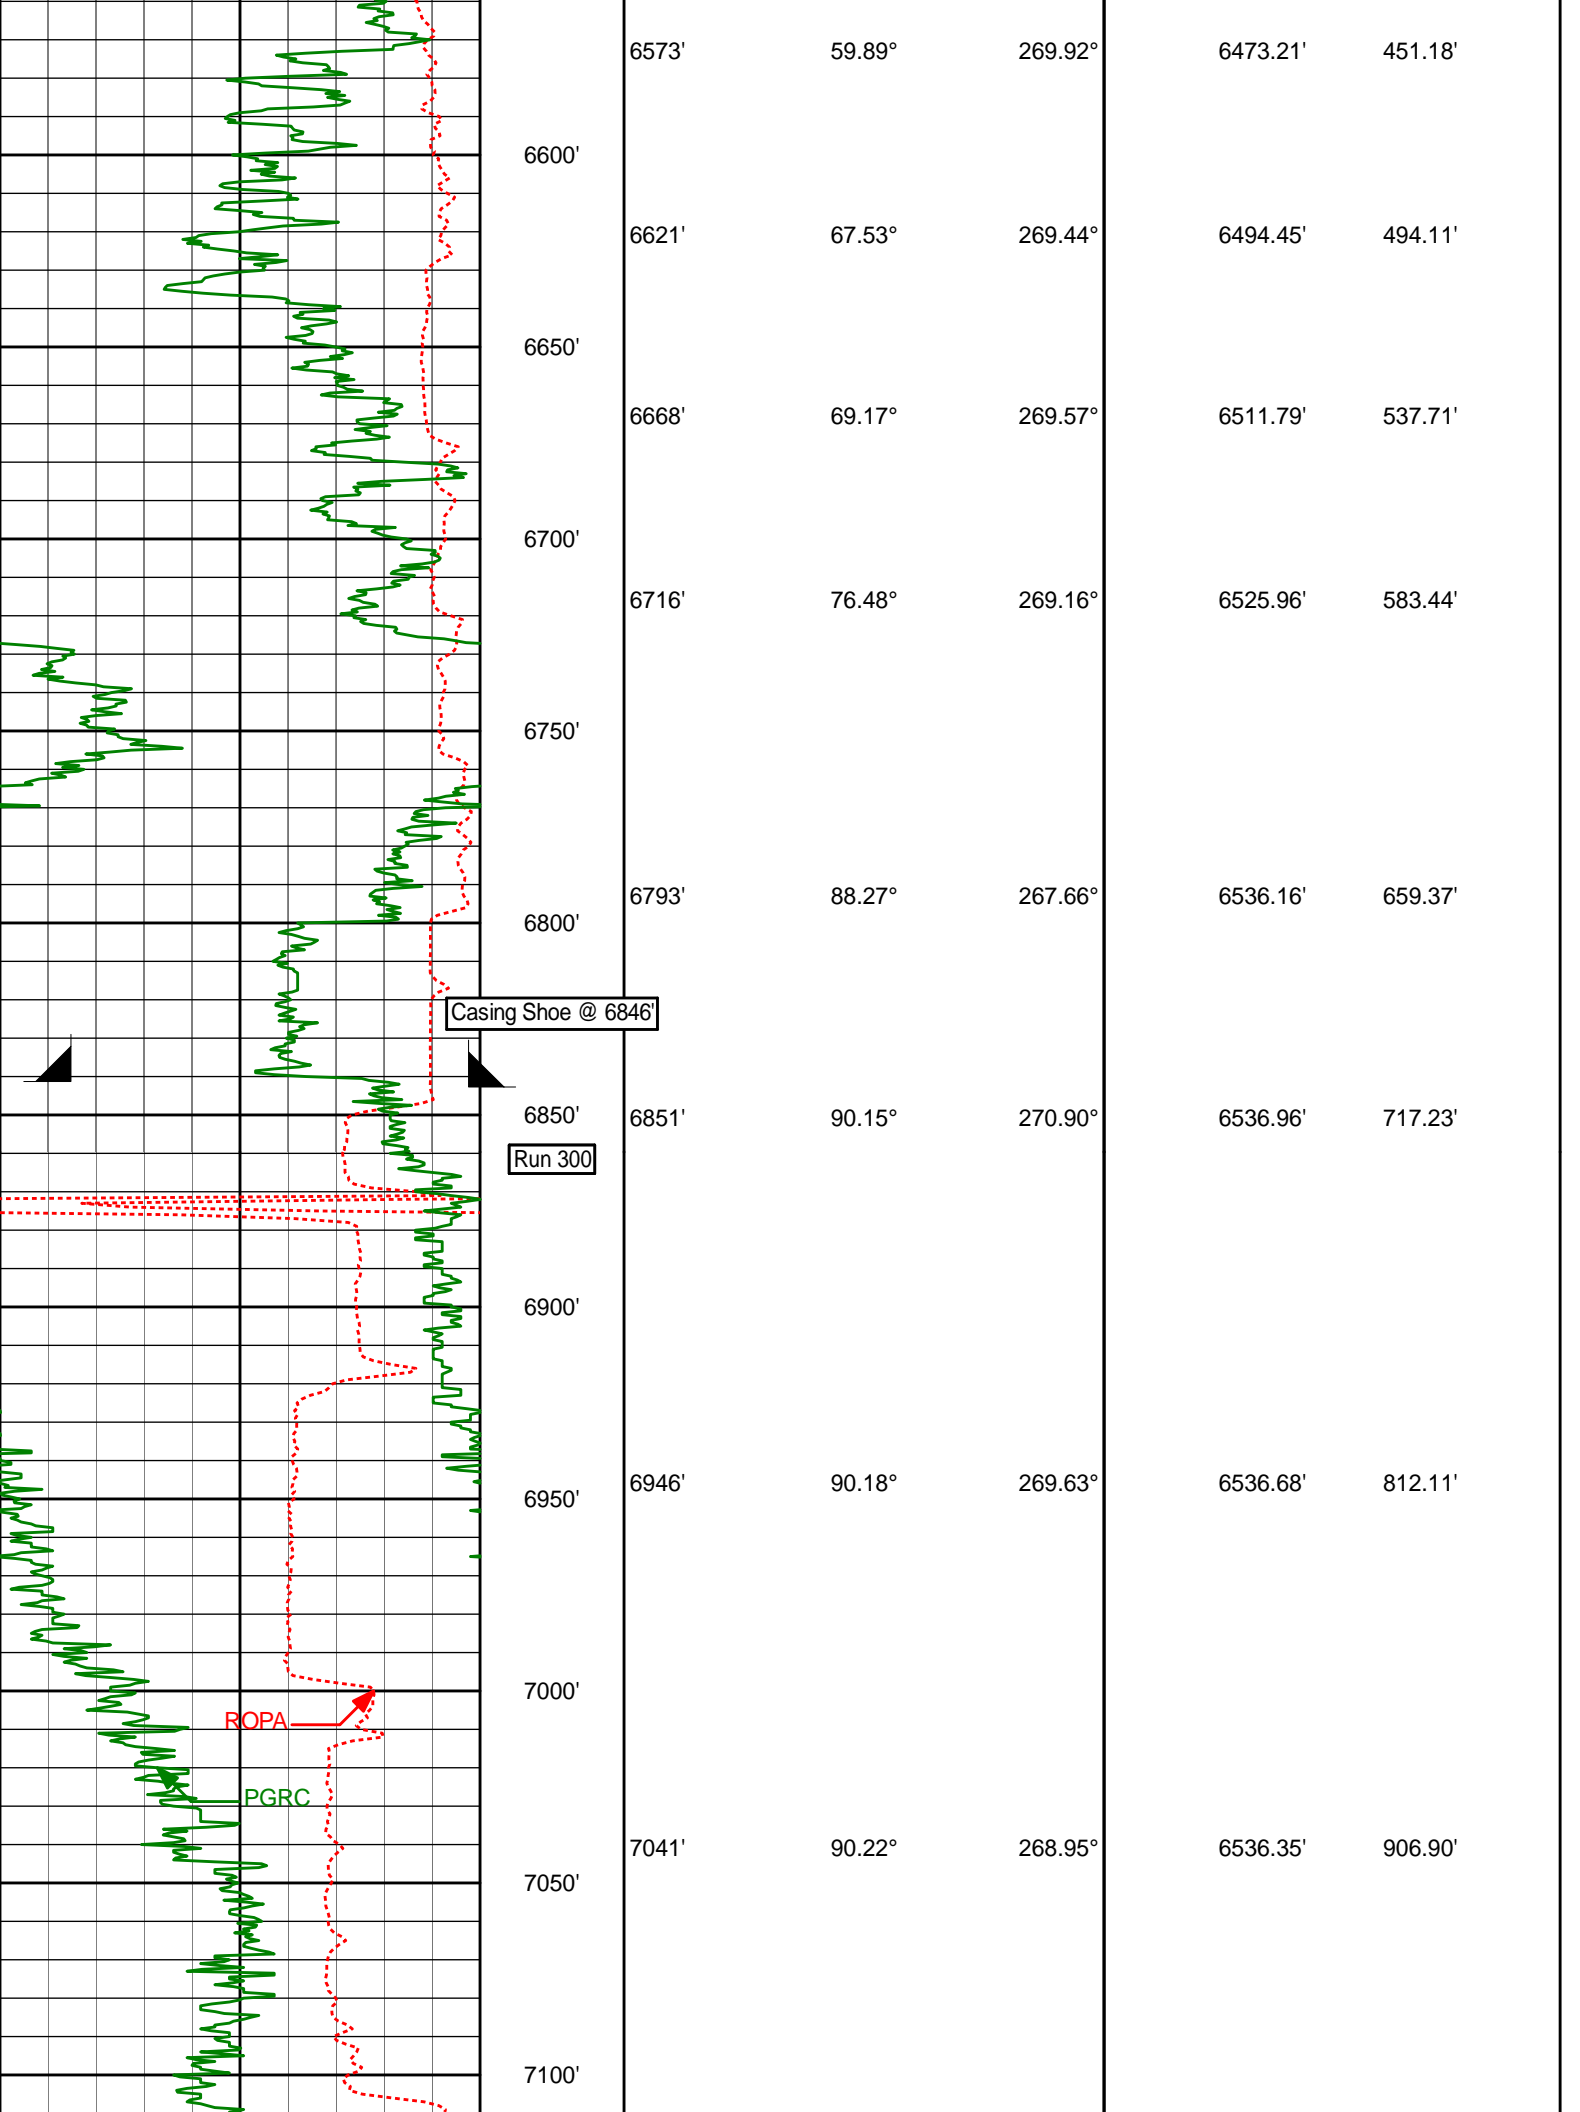 6573' 59.89° 269.92° 6473.21' 451.18'
6600'
6621' 67.53° 269.44° 6494.45' 494.11'
6650'
6668' 69.17° 269.57° 6511.79' 537.71'
6700'
6716' 76.48° 269.16° 6525.96' 583.44'
6750'
6793' 88.27° 267.66° 6536.16' 659.37'
6800'
Casing Shoe @ 6846'
6850' 6851' 90.15° 270.90° 6536.96' 717.23'
Run 300
6900'
6946' 90.18° 269.63° 6536.68' 812.11'
6950'
7000'
ROPA
PGRC
7041' 90.22° 268.95° 6536.35' 906.90'
7050'
7100'